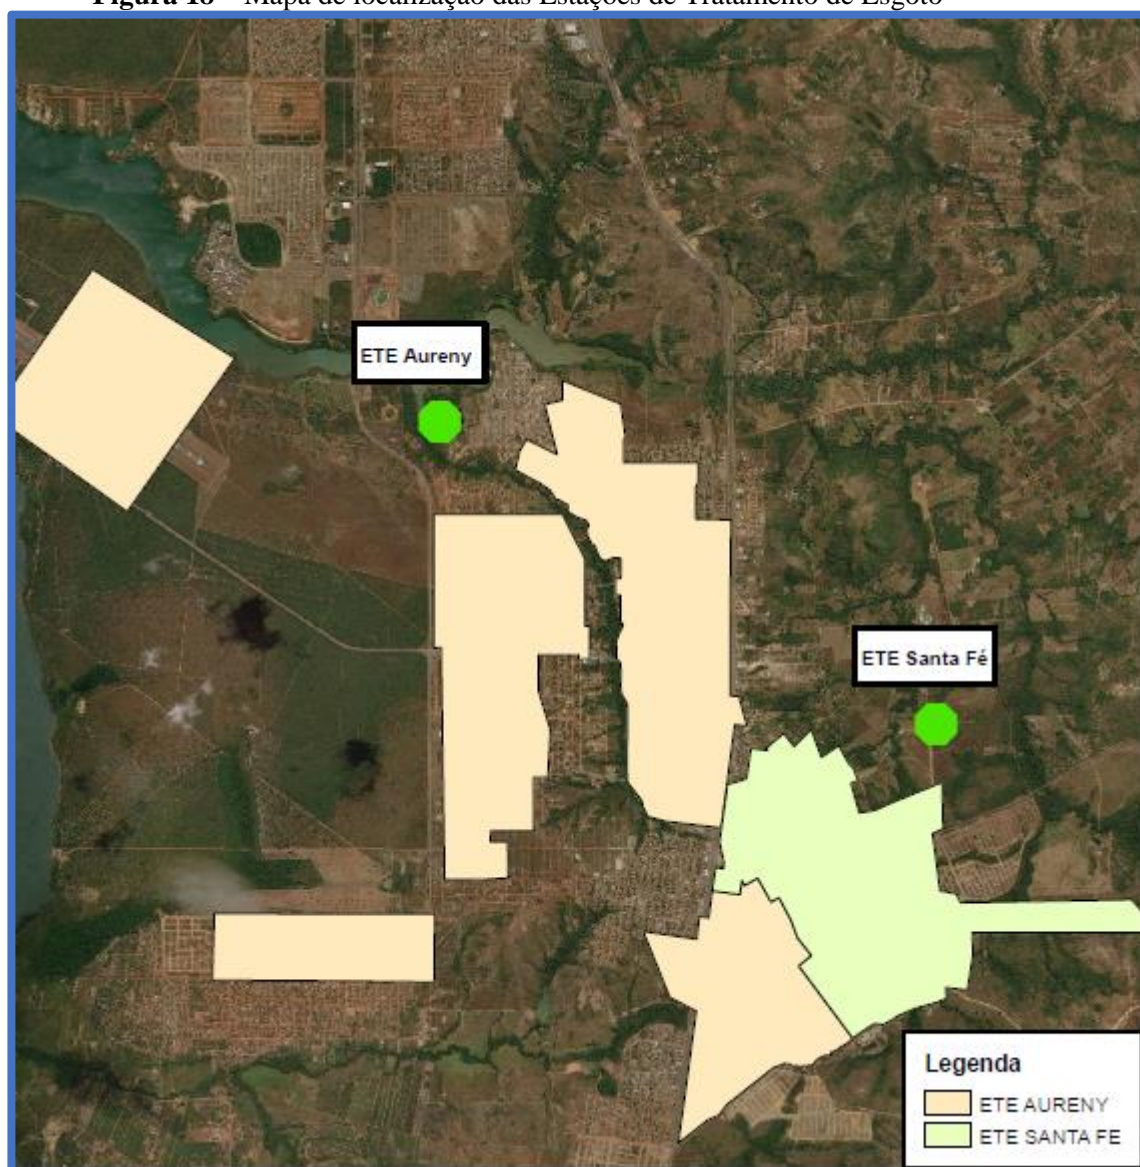 Figura 18 – Mapa de localização das Estações de Tratamento de Esgoto
ETE Aureny
ETE Santa Fé
Legenda
ETE AURENY
ETE SANTA FE